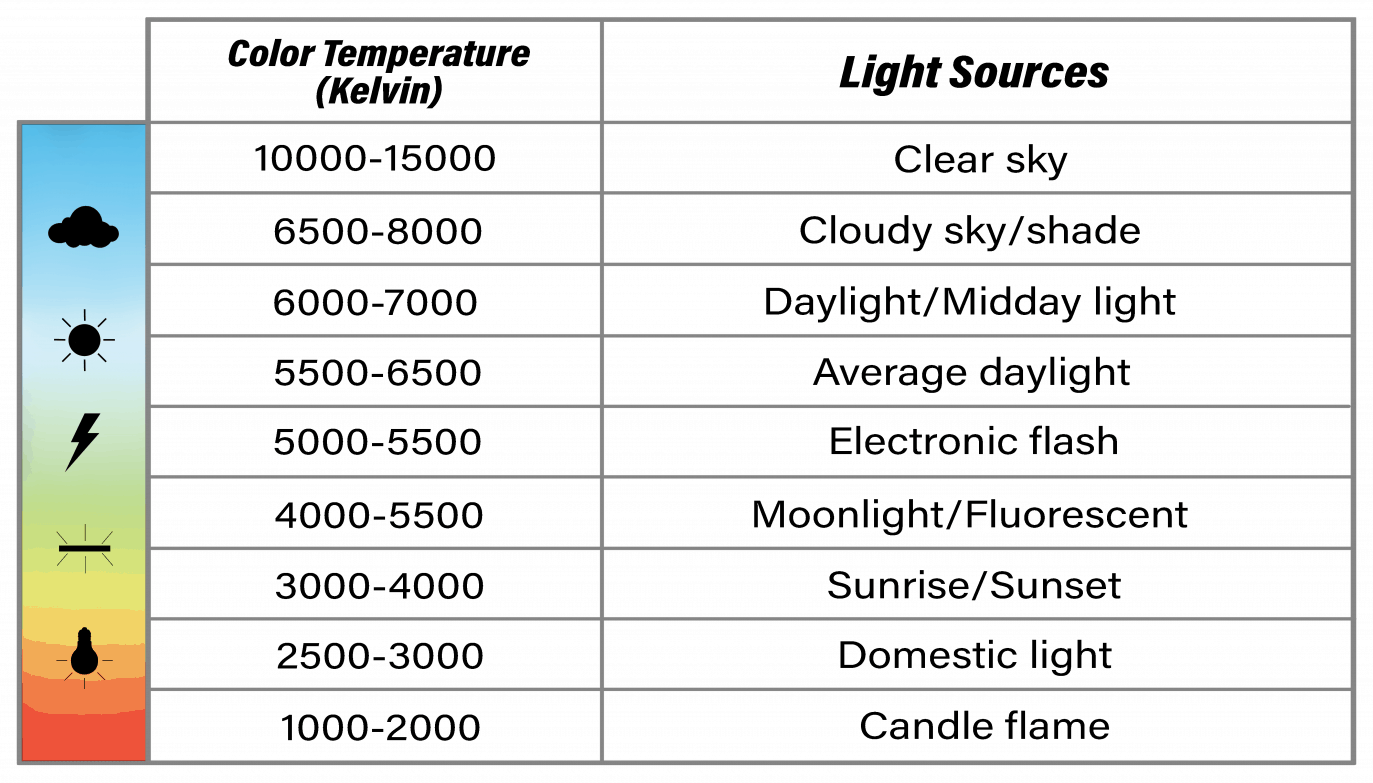 Color Temperature
(Kelvin)
Light Sources
10000-15000
Clear sky
6500-8000
Cloudy sky/shade
6000-7000
Daylight/Midday light
5500-6500
Average daylight
5000-5500
Electronic flash
4000-5500
Moonlight/Fluorescent
3000-4000
Sunrise/Sunset
2500-3000
Domestic light
1000-2000
Candle flame